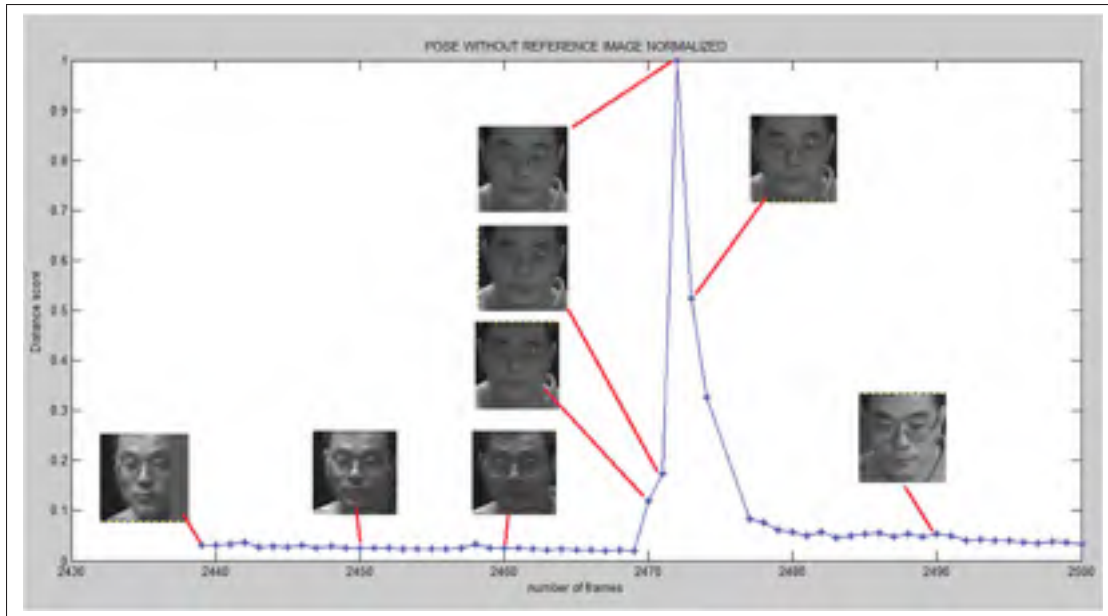 POSE WITHOUT REFERENCE IMAGE NORMALIZED
1
0.9
0.8
0.7
0.6
0.5
0.4
0.3
0.2
0.1
0
Distance score
2430 2440 2450 2460 2470 2480 2490 2500
number of frames